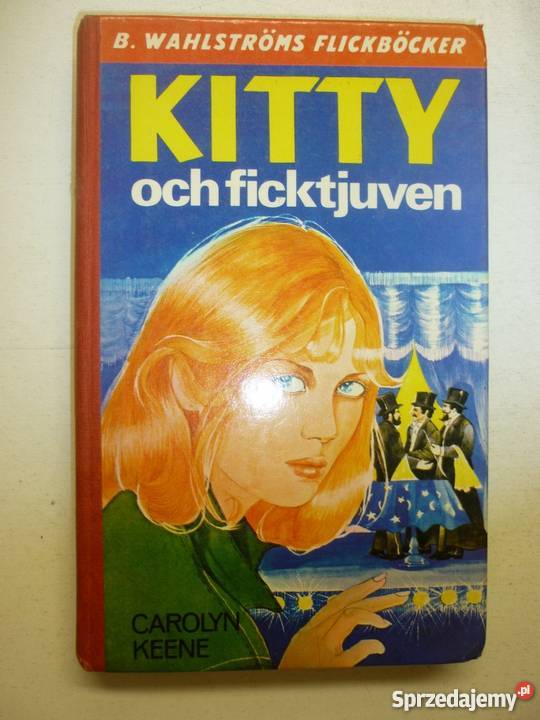 B. WAHLSTRÖMS FLICKBÖCKER
KITTY
och ficktjuven
CAROLYN
KEENE
Sprzedajemy.pl